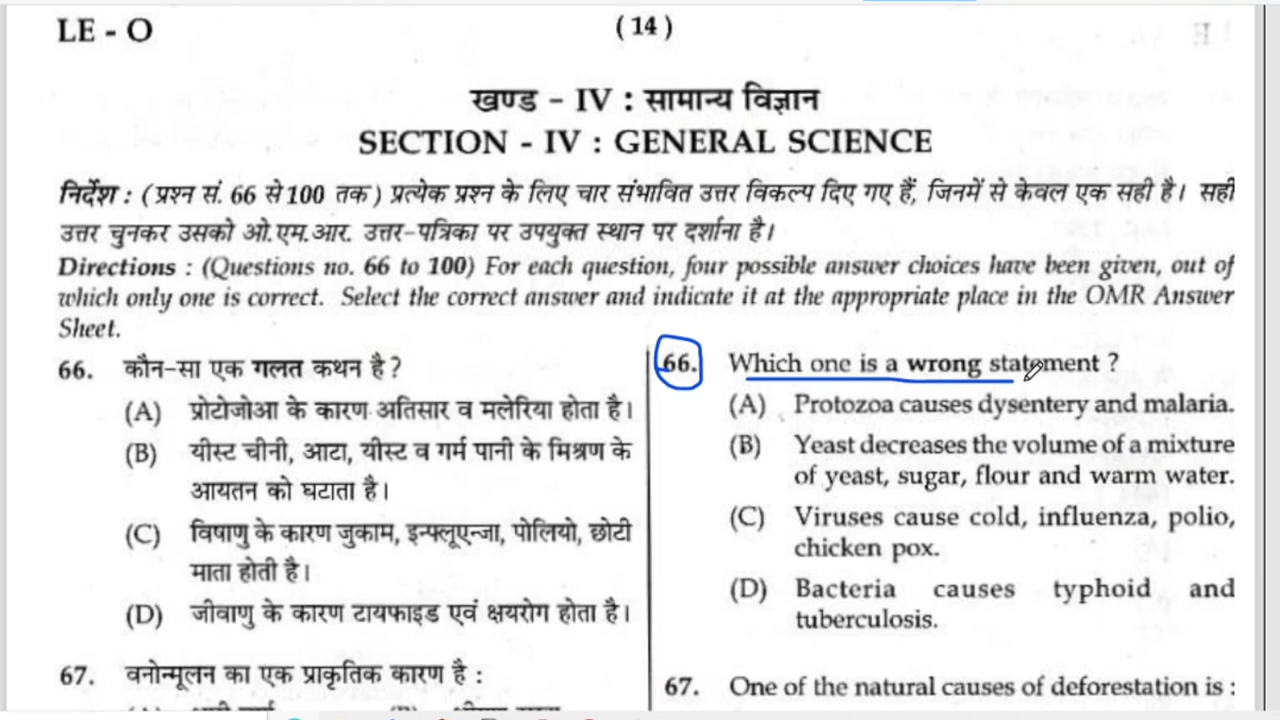 LE - O
( 14 )
खण्ड - IV : सामान्य विज्ञान
SECTION - IV : GENERAL SCIENCE
निर्देश : ( प्रश्न सं. 66 से 100 तक ) प्रत्येक प्रश्न के लिए चार संभावित उत्तर विकल्प दिए गए हैं, जिनमें से केवल एक सही है। सही
उत्तर चुनकर उसको ओ.एम.आर. उत्तर-पत्रिका पर उपयुक्त स्थान पर दर्शाना है।
Directions : (Questions no. 66 to 100) For each question, four possible answer choices have been given, out of
which only one is correct. Select the correct answer and indicate it at the appropriate place in the OMR Answer
Sheet.
66. कौन-सा एक गलत कथन है ?
(A) प्रोटोजोआ के कारण अतिसार व मलेरिया होता है।
(B) यीस्ट चीनी, आटा, यीस्ट व गर्म पानी के मिश्रण के
आयतन को घटाता है।
(C) विषाणु के कारण जुकाम, इन्फ्लूएन्जा, पोलियो, छोटी
माता होती है।
(D) जीवाणु के कारण टायफाइड एवं क्षयरोग होता है।
67. वनोन्मूलन का एक प्राकृतिक कारण है :
66. Which one is a wrong statement ?
(A) Protozoa causes dysentery and malaria.
(B) Yeast decreases the volume of a mixture
of yeast, sugar, flour and warm water.
(C) Viruses cause cold, influenza, polio,
chicken pox.
(D) Bacteria causes typhoid and
tuberculosis.
67. One of the natural causes of deforestation is :